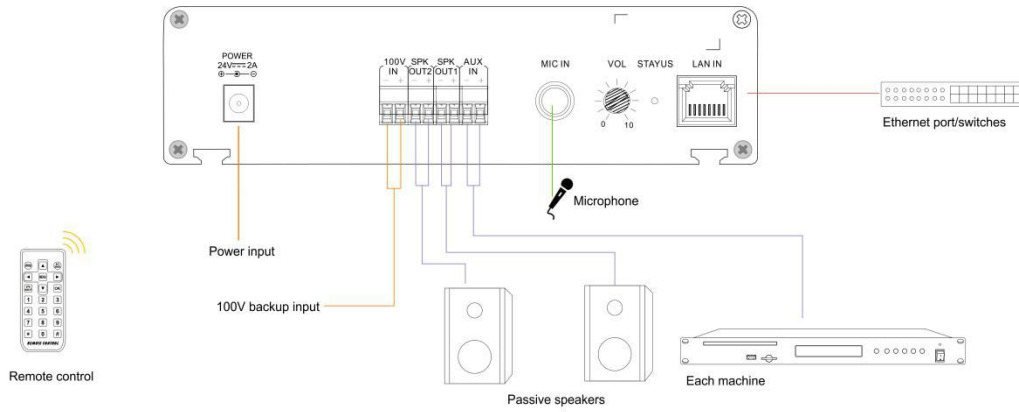 POWER
24V⎓2A
100V IN
SPK OUT2
SPK OUT1
AUX IN
− + − + − + − +
MIC IN
VOL
0 10
STAYUS
LAN IN
Ethernet port/switches
Microphone
Power input
100V backup input
1 2 3
4 5 6
7 8 9
* 0 #
REMOTE CONTROL
Remote control
Passive speakers
Each machine